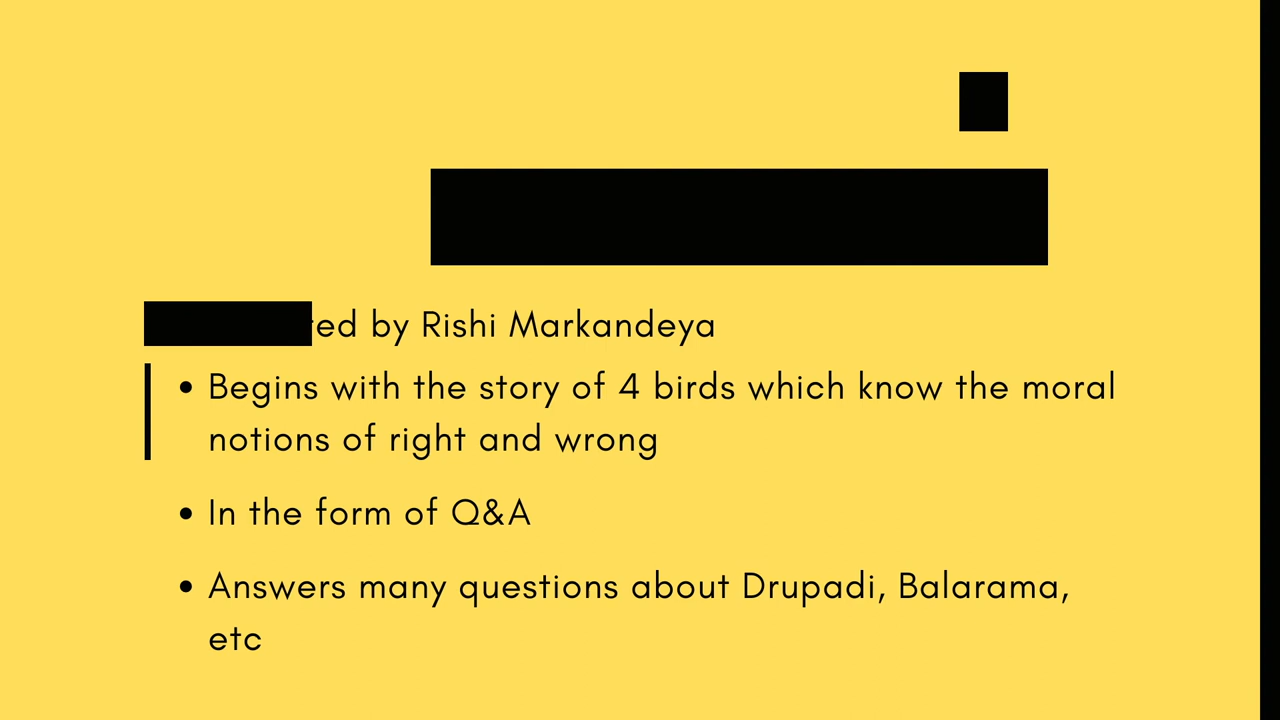 by Rishi Markandeya
• Begins with the story of 4 birds which know the moral
notions of right and wrong
• In the form of Q&A
• Answers many questions about Drupadi, Balarama,
etc